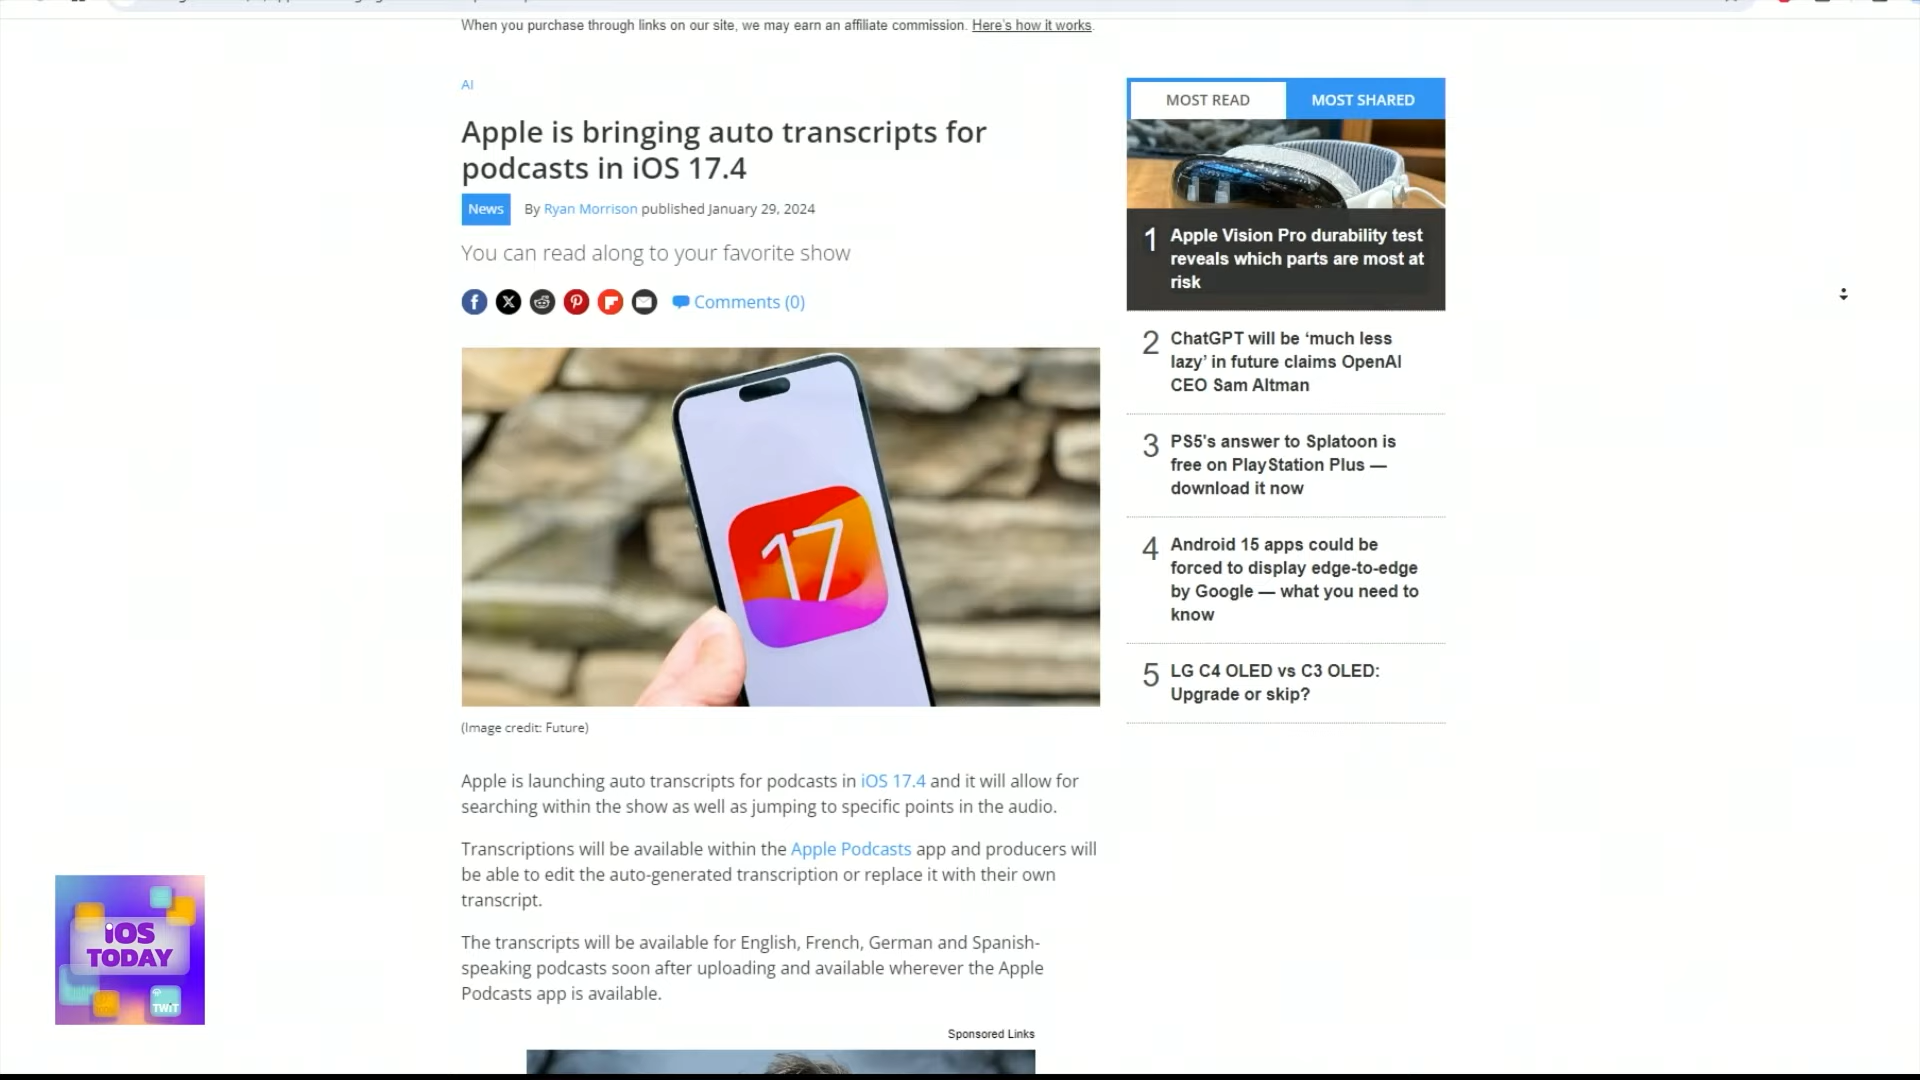 When you purchase through links on our site, we may earn an affiliate commission. Here's how it works.
AI
Apple is bringing auto transcripts for
podcasts in iOS 17.4
News By Ryan Morrison published January 29, 2024
You can read along to your favorite show
Comments (0)
17
(Image credit: Future)
Apple is launching auto transcripts for podcasts in iOS 17.4 and it will allow for
searching within the show as well as jumping to specific points in the audio.
Transcriptions will be available within the Apple Podcasts app and producers will
be able to edit the auto-generated transcription or replace it with their own
transcript.
The transcripts will be available for English, French, German and Spanish-
speaking podcasts soon after uploading and available wherever the Apple
Podcasts app is available.
Sponsored Links
MOST READ MOST SHARED
1 Apple Vision Pro durability test
reveals which parts are most at
risk
2 ChatGPT will be ‘much less
lazy’ in future claims OpenAI
CEO Sam Altman
3 PS5's answer to Splatoon is
free on PlayStation Plus —
download it now
4 Android 15 apps could be
forced to display edge-to-edge
by Google — what you need to
know
5 LG C4 OLED vs C3 OLED:
Upgrade or skip?
iOS
TODAY
TWiT